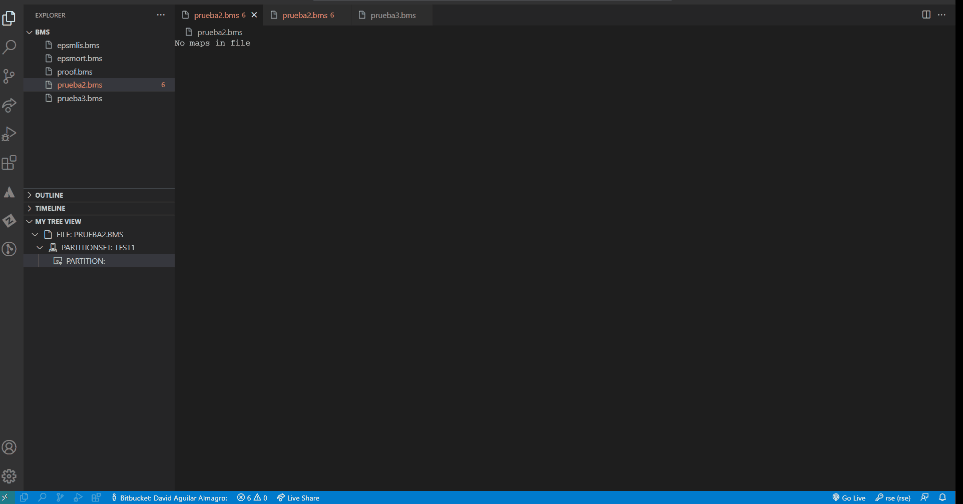 EXPLORER
BMS
epsmlis.bms
epsmort.bms
proof.bms
prueba2.bms 6
prueba3.bms
OUTLINE
TIMELINE
MY TREE VIEW
FILE: PRUEBA2.BMS
PARTITIONSET: TEST1
PARTITION:
prueba2.bms 6 prueba2.bms 6 prueba3.bms
prueba2.bms
No maps in file
Bitbucket: David Aguilar Almagro: 6 0 Live Share Go Live rse (rse)